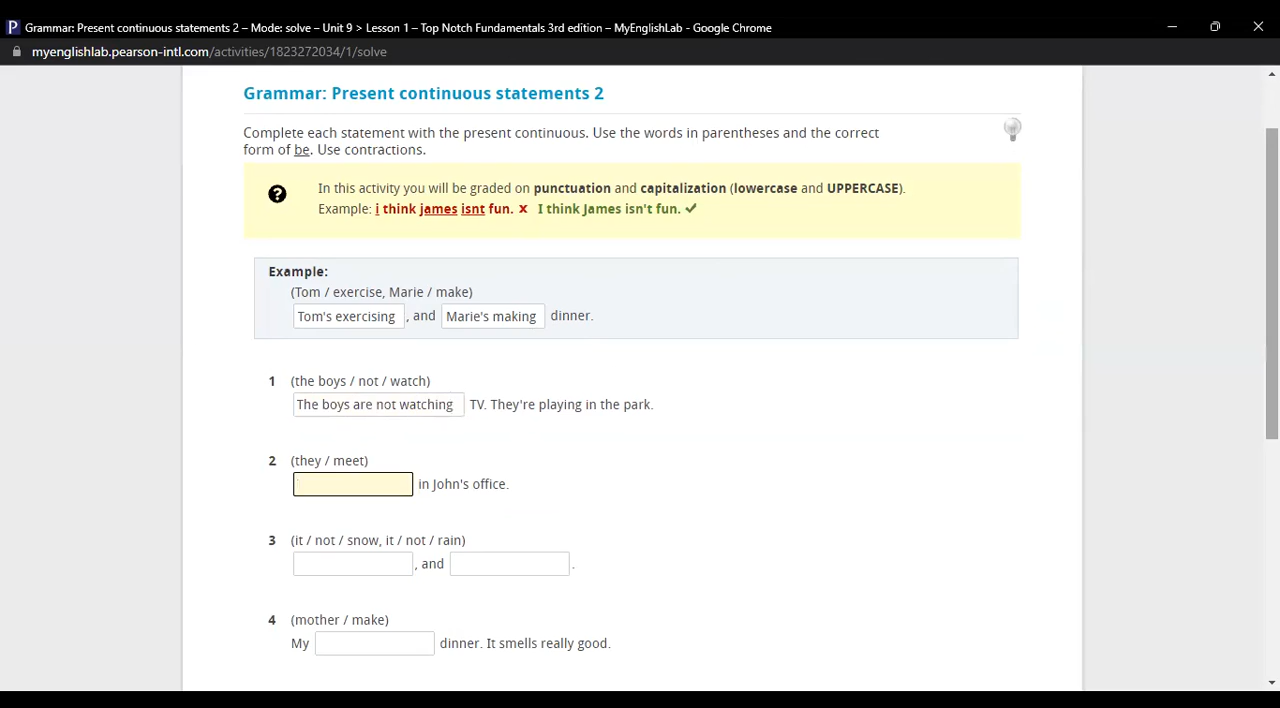 Grammar: Present continuous statements 2 – Mode: solve – Unit 9 > Lesson 1 – Top Notch Fundamentals 3rd edition – MyEnglishLab - Google Chrome
myenglishlab.pearson-intl.com/activities/1823272034/1/solve
Grammar: Present continuous statements 2
Complete each statement with the present continuous. Use the words in parentheses and the correct
form of be. Use contractions.
In this activity you will be graded on punctuation and capitalization (lowercase and UPPERCASE).
Example: i think james isnt fun. ✗ I think James isn't fun. ✓
Example:
(Tom / exercise, Marie / make)
Tom's exercising , and Marie's making dinner.
1 (the boys / not / watch)
The boys are not watching TV. They're playing in the park.
2 (they / meet)
in John's office.
3 (it / not / snow, it / not / rain)
, and .
4 (mother / make)
My dinner. It smells really good.